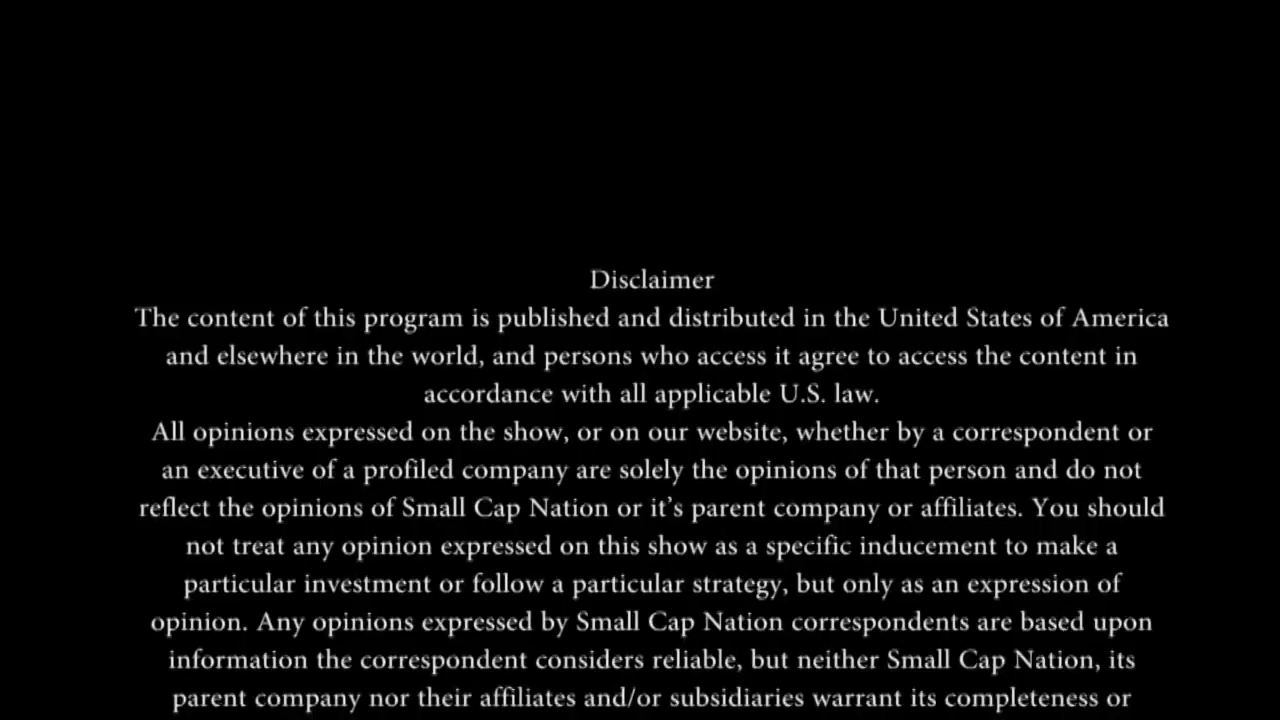 Disclaimer
The content of this program is published and distributed in the United States of America
and elsewhere in the world, and persons who access it agree to access the content in
accordance with all applicable U.S. law.
All opinions expressed on the show, or on our website, whether by a correspondent or
an executive of a profiled company are solely the opinions of that person and do not
reflect the opinions of Small Cap Nation or it’s parent company or affiliates. You should
not treat any opinion expressed on this show as a specific inducement to make a
particular investment or follow a particular strategy, but only as an expression of
opinion. Any opinions expressed by Small Cap Nation correspondents are based upon
information the correspondent considers reliable, but neither Small Cap Nation, its
parent company nor their affiliates and/or subsidiaries warrant its completeness or